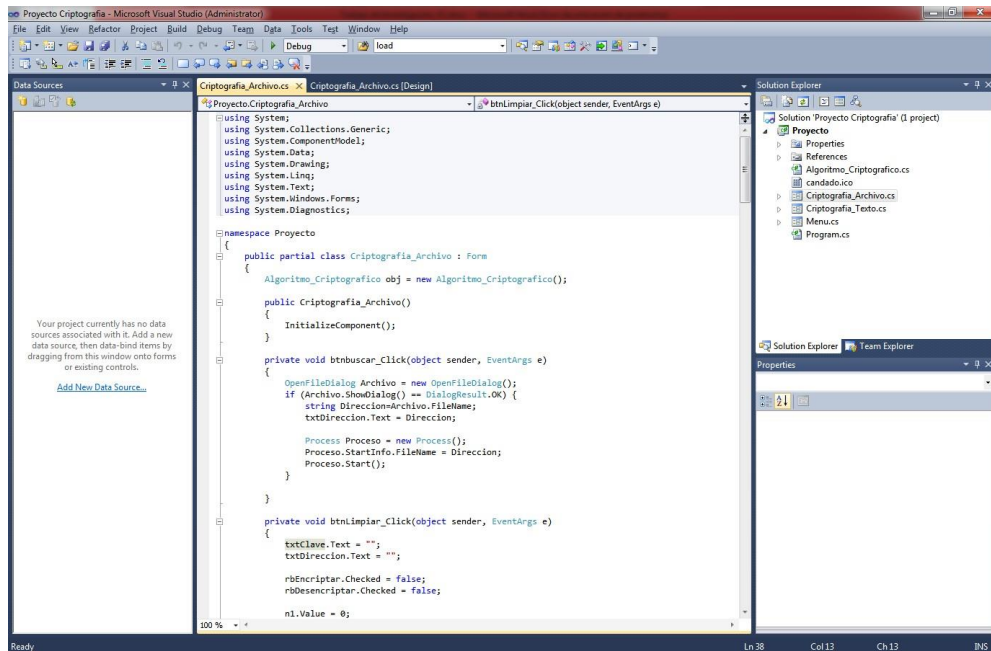 Proyecto Criptografia - Microsoft Visual Studio (Administrator)
File Edit View Refactor Project Build Debug Team Data Tools Test Window Help
Debug load
Data Sources
Your project currently has no data
sources associated with it. Add a new
data source, then data-bind items by
dragging from this window onto forms
or existing controls.
Add New Data Source...
Criptografia_Archivo.cs Criptografia_Archivo.cs [Design]
Proyecto.Criptografia_Archivo btnLimpiar_Click(object sender, EventArgs e)
using System;
using System.Collections.Generic;
using System.ComponentModel;
using System.Data;
using System.Drawing;
using System.Linq;
using System.Text;
using System.Windows.Forms;
using System.Diagnostics;
namespace Proyecto
{
public partial class Criptografia_Archivo : Form
{
Algoritmo_Criptografico obj = new Algoritmo_Criptografico();
public Criptografia_Archivo()
{
InitializeComponent();
}
private void btnbuscar_Click(object sender, EventArgs e)
{
OpenFileDialog Archivo = new OpenFileDialog();
if (Archivo.ShowDialog() == DialogResult.OK) {
string Direccion=Archivo.FileName;
txtDireccion.Text = Direccion;
Process Proceso = new Process();
Proceso.StartInfo.FileName = Direccion;
Proceso.Start();
}
}
private void btnLimpiar_Click(object sender, EventArgs e)
{
txtClave.Text = "";
txtDireccion.Text = "";
rbEncriptar.Checked = false;
rbDesencriptar.Checked = false;
n1.Value = 0;
100 %
Solution Explorer
Solution 'Proyecto Criptografia' (1 project)
Proyecto
Properties
References
Algoritmo_Criptografico.cs
candado.ico
Criptografia_Archivo.cs
Criptografia_Texto.cs
Menu.cs
Program.cs
Solution Explorer Team Explorer
Properties
Ready Ln 38 Col 13 Ch 13 INS